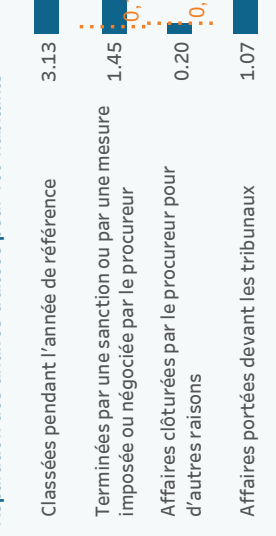 Classées pendant l'année de référence
3.13
Terminées par une sanction ou par une mesure
imposée ou négociée par le procureur
1.45
0,
Affaires clôturées par le procureur pour
d'autres raisons
0.20
0,
Affaires portées devant les tribunaux
1.07